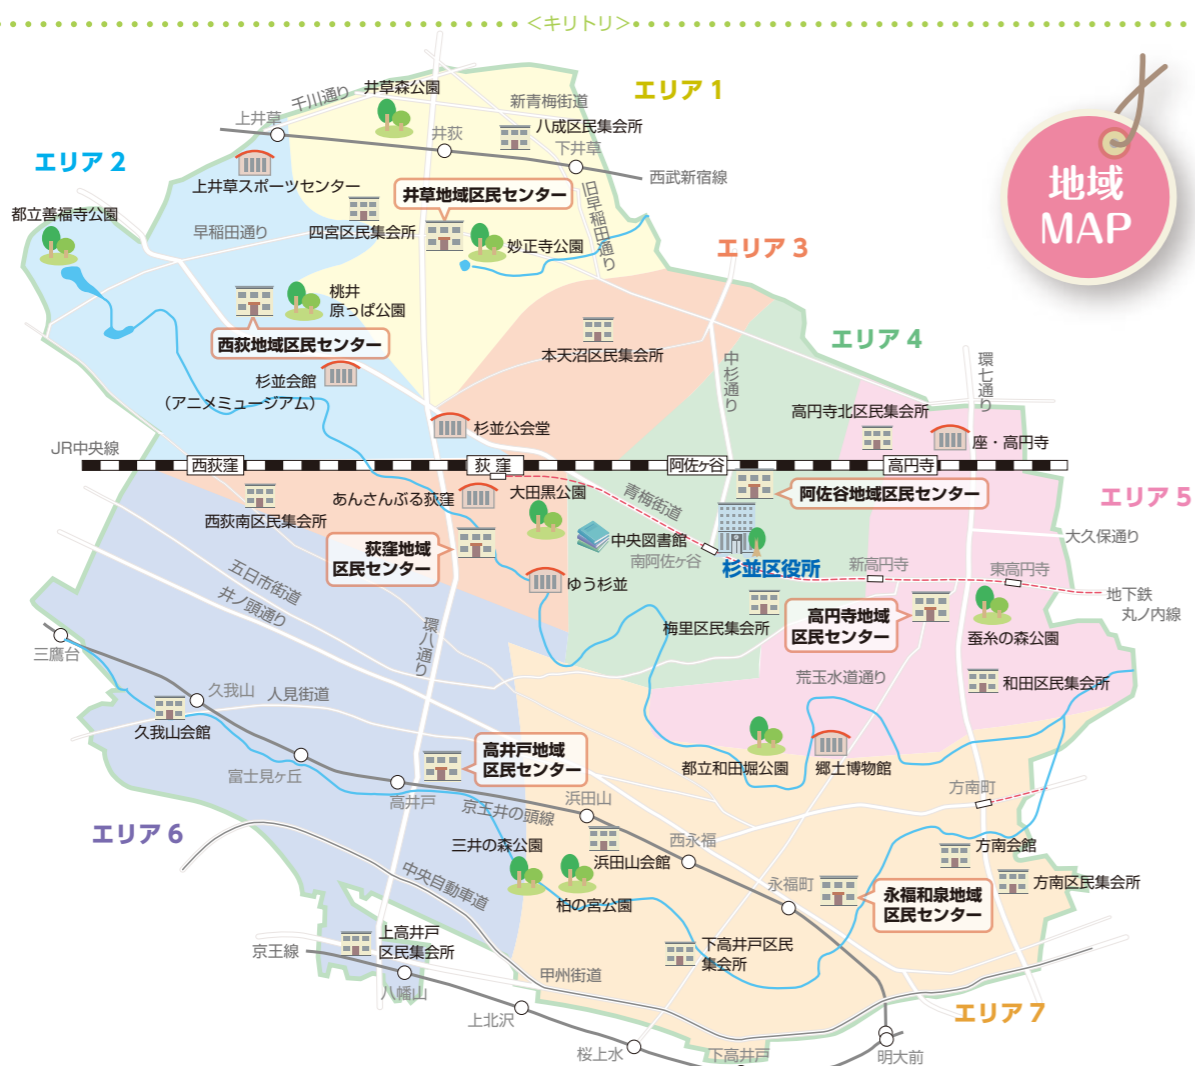 <キリトリ>
地域
MAP
エリア 1
井草森公園
千川通り
新青梅街道
上井草
井荻
八成区民集会所
下井草
西武新宿線
エリア 2
上井草スポーツセンター
井草地域区民センター
旧早稲田通り
都立善福寺公園
早稲田通り
四宮区民集会所
妙正寺公園
エリア 3
桃井
原っぱ公園
西荻地域区民センター
本天沼区民集会所
中杉通り
エリア 4
環七通り
杉並会館
（アニメミュージアム）
高円寺北区民集会所
杉並公会堂
座・高円寺
JR中央線
西荻窪
荻 窪
阿佐ケ谷
高円寺
西荻南区民集会所
あんさんぶる荻窪
大田黒公園
青梅街道
阿佐谷地域区民センター
エリア 5
荻窪地域
区民センター
中央図書館
南阿佐ヶ谷
杉並区役所
大久保通り
新高円寺
東高円寺
地下鉄
丸ノ内線
五日市街道
井ノ頭通り
ゆう杉並
梅里区民集会所
高円寺地域
区民センター
蚕糸の森公園
環八通り
三鷹台
荒玉水道通り
和田区民集会所
久我山
人見街道
久我山会館
高井戸地域
区民センター
都立和田堀公園
郷土博物館
富士見ヶ丘
高井戸
京王井の頭線
浜田山
方南町
エリア 6
三井の森公園
浜田山会館
西永福
方南会館
中央自動車道
柏の宮公園
永福町
永福和泉地域
区民センター
方南区民集会所
上高井戸
区民集会所
京王線
下高井戸区民
集会所
甲州街道
八幡山
エリア 7
上北沢
桜上水
下高井戸
明大前